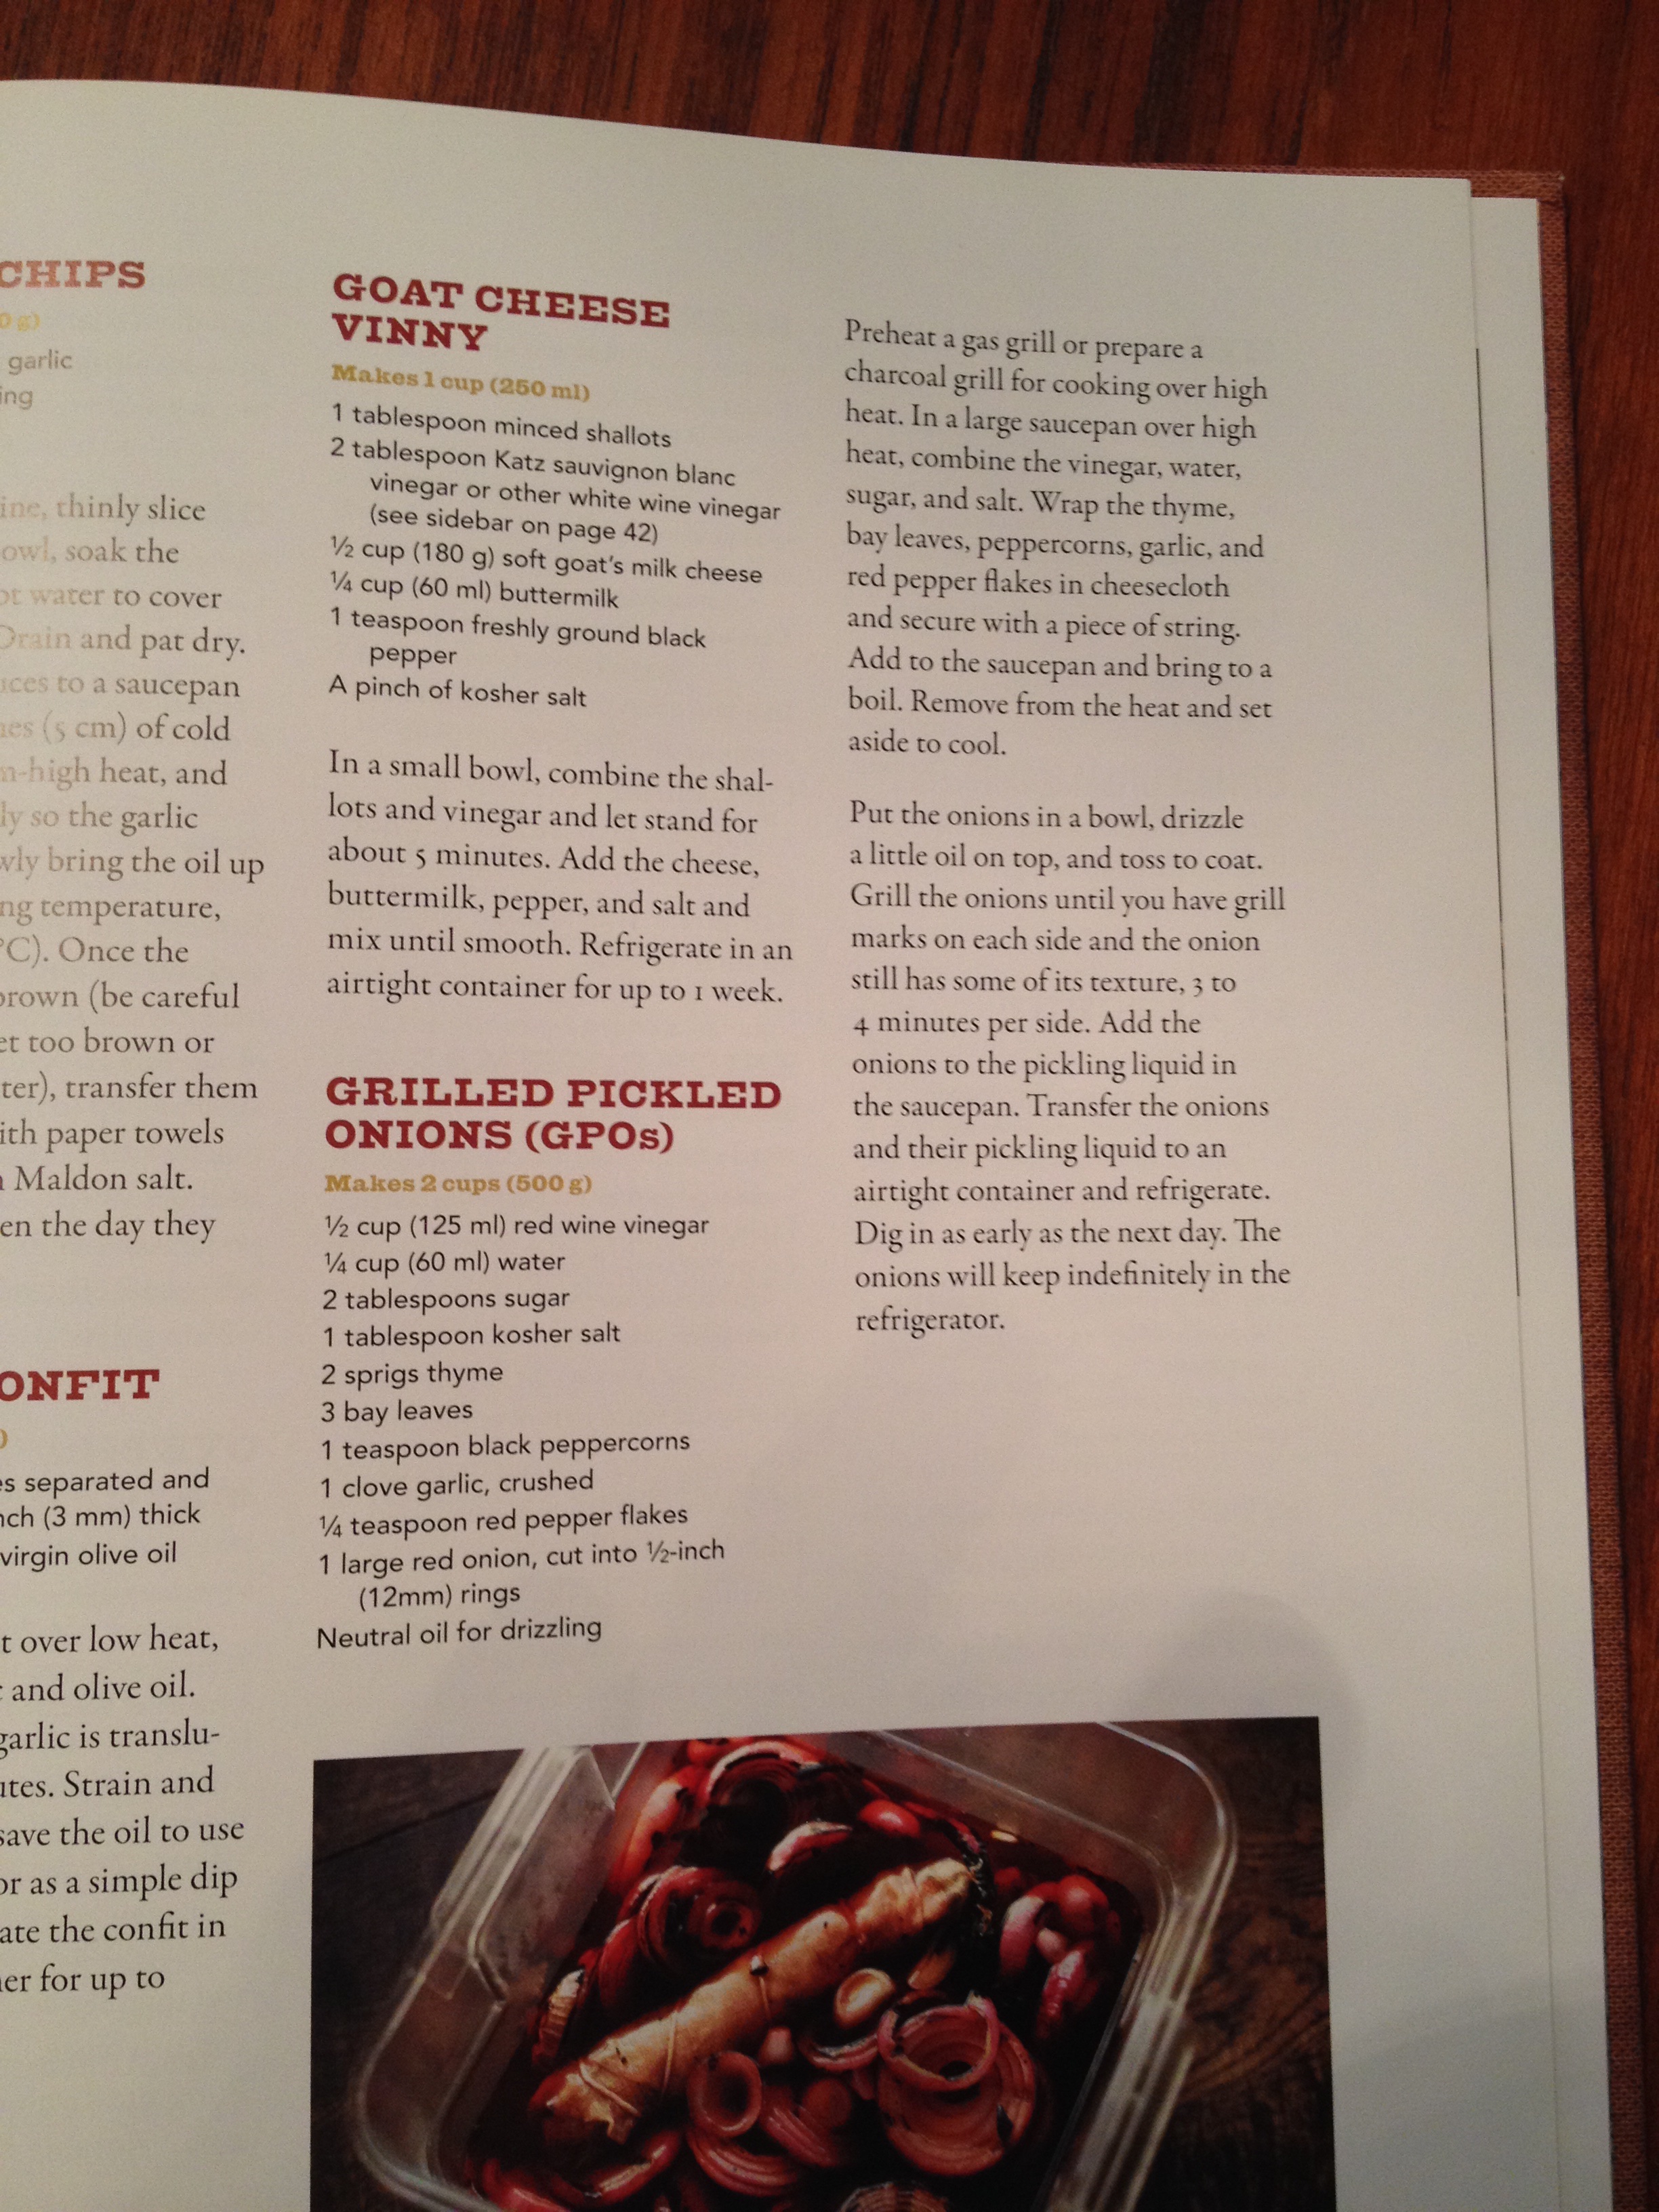 CHIPS
garlic
thinly slice
soak the
water to cover
Drain and pat dry.
to a saucepan
(5 cm) of cold
heat, and
so the garlic
bring the oil up
temperature,
°C). Once the
brown (be careful
too brown or
transfer them
paper towels
Maldon salt.
the day they
ONFIT
separated and
(3 mm) thick
virgin olive oil
over low heat,
and olive oil.
garlic is translu-
Strain and
save the oil to use
or as a simple dip
the confit in
for up to
GOAT CHEESE
VINNY
Makes 1 cup (250 ml)
1 tablespoon minced shallots
2 tablespoon Katz sauvignon blanc
vinegar or other white wine vinegar
(see sidebar on page 42)
½ cup (180 g) soft goat's milk cheese
¼ cup (60 ml) buttermilk
1 teaspoon freshly ground black
pepper
A pinch of kosher salt
In a small bowl, combine the shal-
lots and vinegar and let stand for
about 5 minutes. Add the cheese,
buttermilk, pepper, and salt and
mix until smooth. Refrigerate in an
airtight container for up to 1 week.
GRILLED PICKLED
ONIONS (GPOs)
Makes 2 cups (500 g)
½ cup (125 ml) red wine vinegar
¼ cup (60 ml) water
2 tablespoons sugar
1 tablespoon kosher salt
2 sprigs thyme
3 bay leaves
1 teaspoon black peppercorns
1 clove garlic, crushed
¼ teaspoon red pepper flakes
1 large red onion, cut into ½-inch
(12mm) rings
Neutral oil for drizzling
Preheat a gas grill or prepare a
charcoal grill for cooking over high
heat. In a large saucepan over high
heat, combine the vinegar, water,
sugar, and salt. Wrap the thyme,
bay leaves, peppercorns, garlic, and
red pepper flakes in cheesecloth
and secure with a piece of string.
Add to the saucepan and bring to a
boil. Remove from the heat and set
aside to cool.
Put the onions in a bowl, drizzle
a little oil on top, and toss to coat.
Grill the onions until you have grill
marks on each side and the onion
still has some of its texture, 3 to
4 minutes per side. Add the
onions to the pickling liquid in
the saucepan. Transfer the onions
and their pickling liquid to an
airtight container and refrigerate.
Dig in as early as the next day. The
onions will keep indefinitely in the
refrigerator.